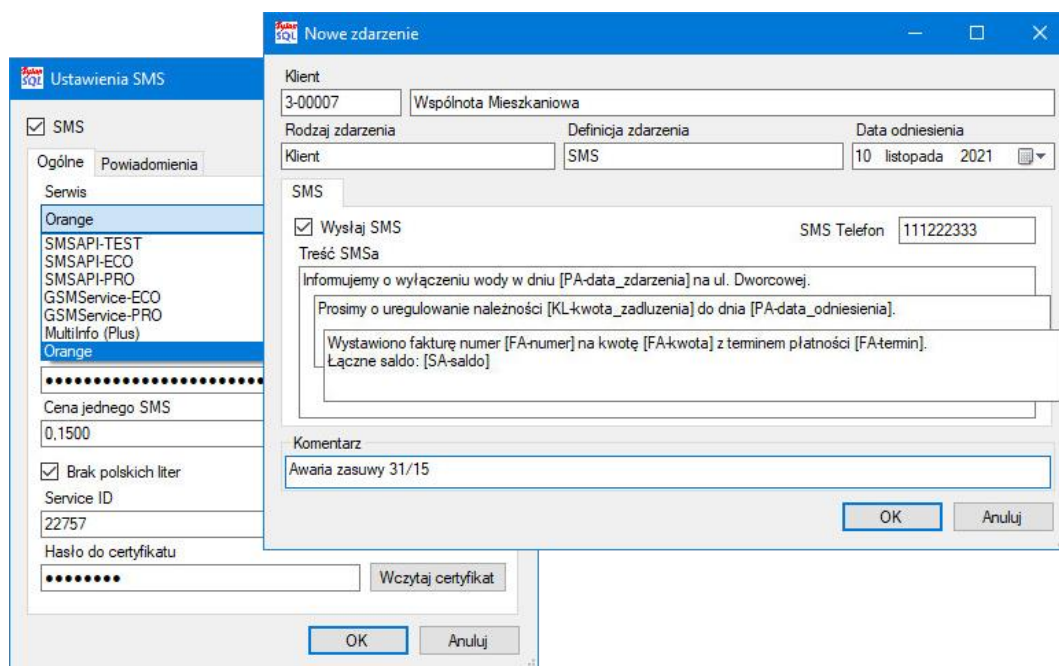 Tytan SQL Ustawienia SMS
SMS
Ogólne Powiadomienia
Serwis
Orange
SMSAPI-TEST
SMSAPI-ECO
SMSAPI-PRO
GSMService-ECO
GSMService-PRO
MultiInfo (Plus)
Orange
●●●●●●●●●●●●●●●●●●●●●●●●
Cena jednego SMS
0,1500
Brak polskich liter
Service ID
22757
Hasło do certyfikatu
●●●●●●●● Wczytaj certyfikat
OK Anuluj
Tytan SQL Nowe zdarzenie
Klient
3-00007 Wspólnota Mieszkaniowa
Rodzaj zdarzenia Definicja zdarzenia Data odniesienia
Klient SMS 10 listopada 2021
SMS
Wysłaj SMS SMS Telefon 111222333
Treść SMSa
Informujemy o wyłączeniu wody w dniu [PA-data_zdarzenia] na ul. Dworcowej.
Prosimy o uregulowanie należności [KL-kwota_zadluzenia] do dnia [PA-data_odniesienia].
Wystawiono fakturę numer [FA-numer] na kwotę [FA-kwota] z terminem płatności [FA-termin].
Łączne saldo: [SA-saldo]
Komentarz
Awaria zasuwy 31/15
OK Anuluj